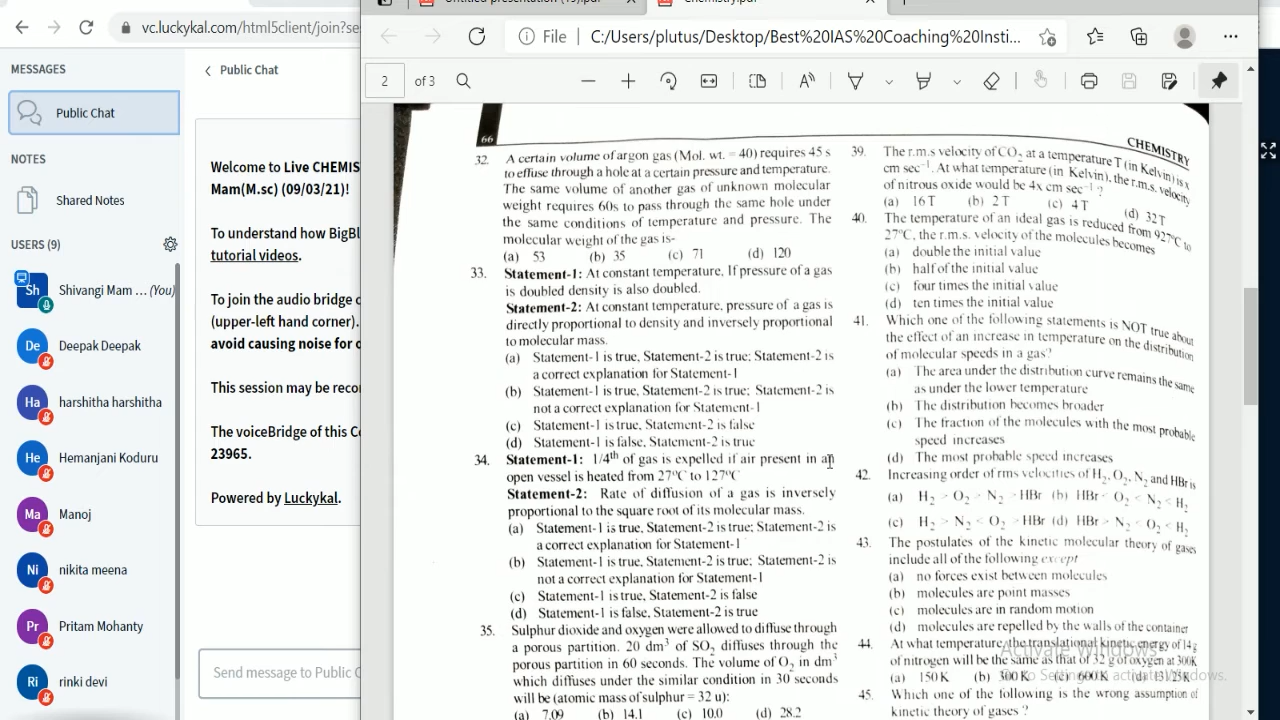 Untitled presentation (19).pdf
Chemistry.pdf
vc.luckykal.com/html5client/join?ses
File
C:/Users/plutus/Desktop/Best%20IAS%20Coaching%20Insti...
2
of 3
MESSAGES
Public Chat
NOTES
Shared Notes
USERS (9)
Sh
Shivangi Mam ... (You)
De
Deepak Deepak
Ha
harshitha harshitha
He
Hemanjani Koduru
Ma
Manoj
Ni
nikita meena
Pr
Pritam Mohanty
Ri
rinki devi
Public Chat
Welcome to Live CHEMIS
Mam(M.sc) (09/03/21)!
To understand how BigBl
tutorial videos.
To join the audio bridge c
(upper-left hand corner).
avoid causing noise for o
This session may be recor
The voiceBridge of this Co
23965.
Powered by Luckykal.
Send message to Public C
66
32. A certain volume of argon gas (Mol. wt. = 40) requires 45 s
to effuse through a hole at a certain pressure and temperature.
The same volume of another gas of unknown molecular
weight requires 60s to pass through the same hole under
the same conditions of temperature and pressure. The
molecular weight of the gas is-
(a) 53 (b) 35 (c) 71 (d) 120
33. Statement-1: At constant temperature, If pressure of a gas
is doubled density is also doubled.
Statement-2: At constant temperature, pressure of a gas is
directly proportional to density and inversely proportional
to molecular mass.
(a) Statement-1 is true, Statement-2 is true; Statement-2 is
a correct explanation for Statement-1
(b) Statement-1 is true, Statement-2 is true; Statement-2 is
not a correct explanation for Statement-1
(c) Statement-1 is true, Statement-2 is false
(d) Statement-1 is false, Statement-2 is true
34. Statement-1: 1/4th of gas is expelled if air present in an
open vessel is heated from 27°C to 127°C
Statement-2: Rate of diffusion of a gas is inversely
proportional to the square root of its molecular mass.
(a) Statement-1 is true, Statement-2 is true; Statement-2 is
a correct explanation for Statement-1
(b) Statement-1 is true, Statement-2 is true; Statement-2 is
not a correct explanation for Statement-1
(c) Statement-1 is true, Statement-2 is false
(d) Statement-1 is false, Statement-2 is true
35. Sulphur dioxide and oxygen were allowed to diffuse through
a porous partition. 20 dm³ of SO₂ diffuses through the
porous partition in 60 seconds. The volume of O₂ in dm³
which diffuses under the similar condition in 30 seconds
will be (atomic mass of sulphur = 32 u):
(a) 7.09 (b) 14.1 (c) 10.0 (d) 28.2
CHEMISTRY
39. The r.m.s velocity of CO₂ at a temperature T (in Kelvin) is x
cm sec⁻¹. At what temperature (in Kelvin), the r.m.s. velocity
of nitrous oxide would be 4x cm sec⁻¹ ?
(a) 16 T (b) 2 T (c) 4 T (d) 32T
40. The temperature of an ideal gas is reduced from 927°C to
27°C, the r.m.s. velocity of the molecules becomes
(a) double the initial value
(b) half of the initial value
(c) four times the initial value
(d) ten times the initial value
41. Which one of the following statements is NOT true about
the effect of an increase in temperature on the distribution
of molecular speeds in a gas?
(a) The area under the distribution curve remains the same
as under the lower temperature
(b) The distribution becomes broader
(c) The fraction of the molecules with the most probable
speed increases
(d) The most probable speed increases
42. Increasing order of rms velocities of H₂, O₂, N₂ and HBr is
(a) H₂ > O₂ > N₂ > HBr (b) HBr < O₂ < N₂ < H₂
(c) H₂ > N₂ < O₂ > HBr (d) HBr > N₂ < O₂ < H₂
43. The postulates of the kinetic molecular theory of gases
include all of the following except
(a) no forces exist between molecules
(b) molecules are point masses
(c) molecules are in random motion
(d) molecules are repelled by the walls of the container
44. At what temperature, the translational kinetic energy of 14g
of nitrogen will be the same as that of 32 g of oxygen at 300K
(a) 150 K (b) 300 K (c) 600K
45. Which one of the following is the wrong assumption of
kinetic theory of gases ?
Activate Windows
Go to Settings to activate Windows.